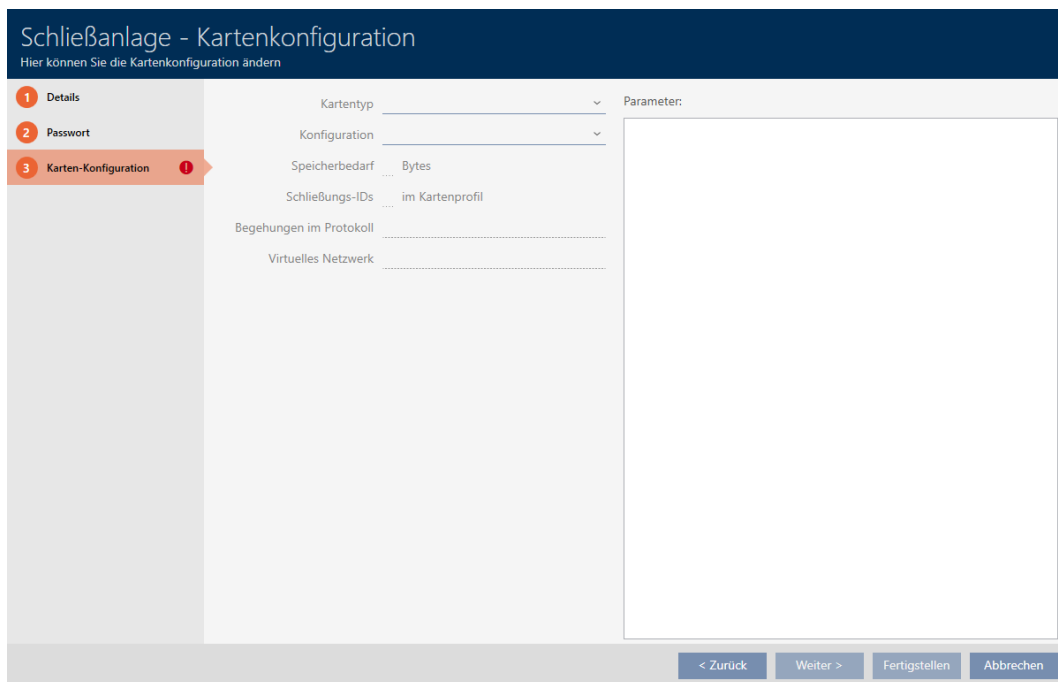 Schließanlage - Kartenkonfiguration
Hier können Sie die Kartenkonfiguration ändern
1 Details
2 Passwort
3 Karten-Konfiguration !
Kartentyp
Konfiguration
Speicherbedarf .... Bytes
Schließungs-IDs .... im Kartenprofil
Begehungen im Protokoll
Virtuelles Netzwerk
Parameter:
< Zurück
Weiter >
Fertigstellen
Abbrechen